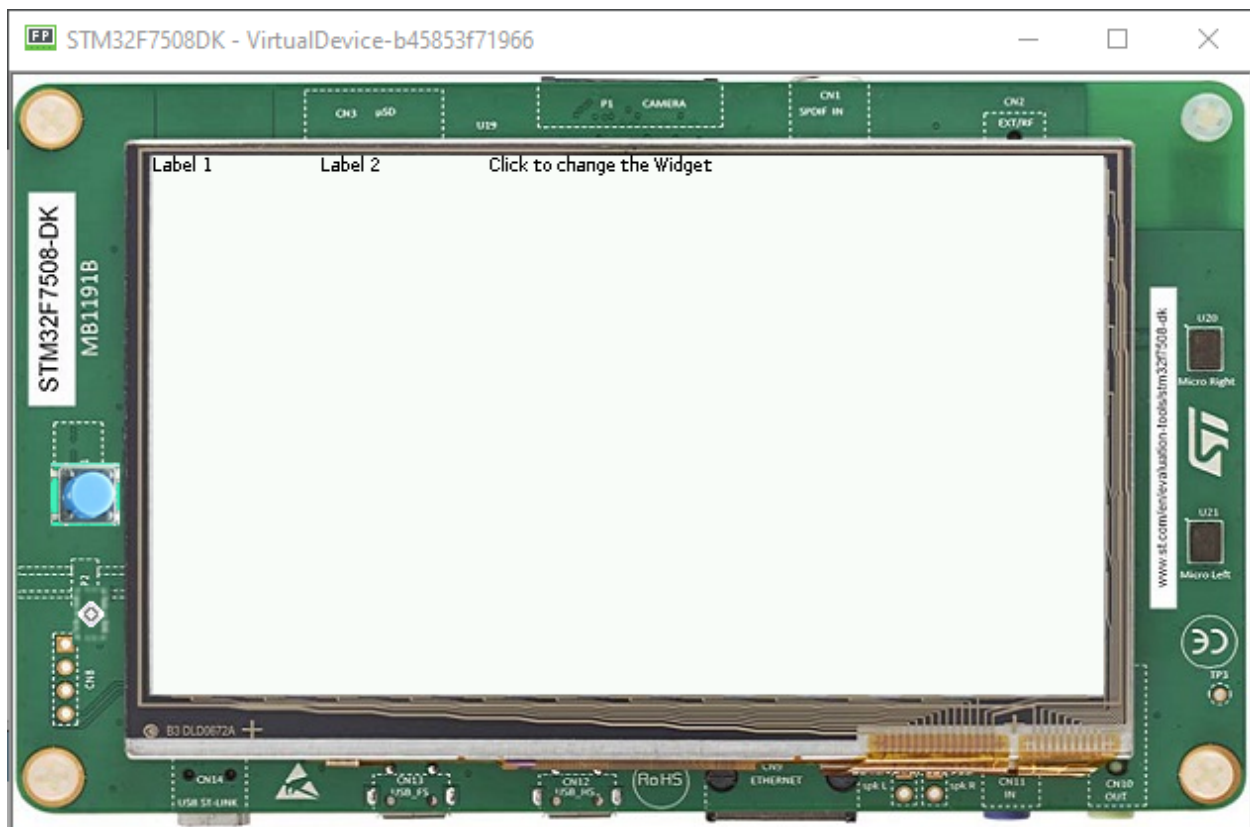 STM32F7508DK - VirtualDevice-b45853f71966
CN3 µSD
U19
P1 CAMERA
CN1
SPDIF IN
CN2
EXT/RF
Label 1
Label 2
Click to change the Widget
STM32F7508-DK
MB1191B
www.st.com/en/evaluation-tools/stm32f7508-dk
U20
Micro Right
U21
Micro Left
P2
CN8
TP3
B3 DLD0672A
CN14
USB ST-LINK
CN13
USB_FS
CN12
USB_HS
RoHS
CN9
ETHERNET
spk L
spk R
CN11
IN
CN10
OUT